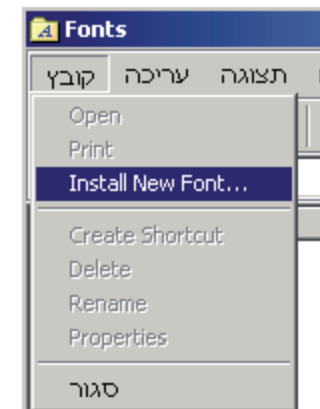 Fonts
קובץ עריכה תצוגה
Open
Print
Install New Font...
Create Shortcut
Delete
Rename
Properties
סגור